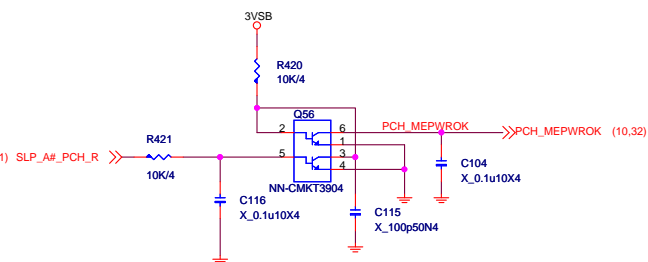 3VSB
R420
10K/4
Q56
2
6
PCH_MEPWROK
PCH_MEPWROK (10,32)
1
R421
1) SLP_A#_PCH_R
5
3
4
10K/4
NN-CMKT3904
C104
X_0.1u10X4
C116
X_0.1u10X4
C115
X_100p50N4